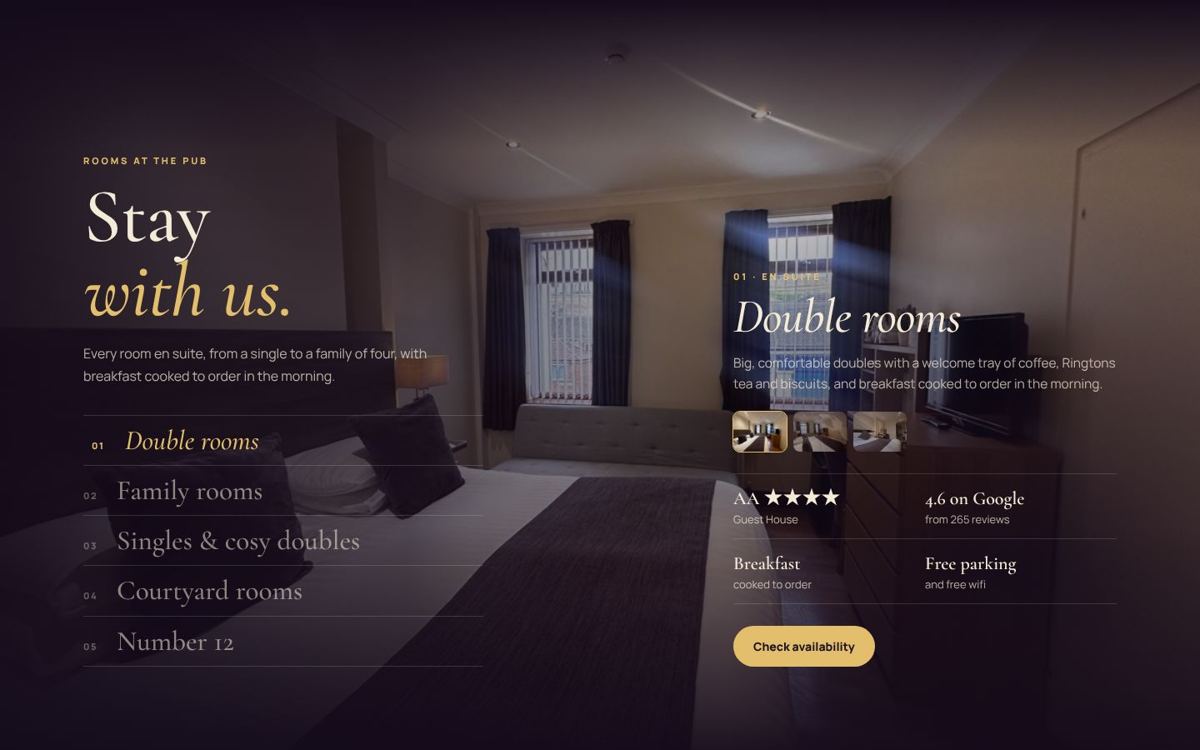 ROOMS AT THE PUB
Stay
with us.
Every room en suite, from a single to a family of four, with
breakfast cooked to order in the morning.
01 Double rooms
02 Family rooms
03 Singles & cosy doubles
04 Courtyard rooms
05 Number 12
01 · EN SUITE
Double rooms
Big, comfortable doubles with a welcome tray of coffee, Ringtons
tea and biscuits, and breakfast cooked to order in the morning.
AA ★★★★
Guest House
4.6 on Google
from 265 reviews
Breakfast
cooked to order
Free parking
and free wifi
Check availability